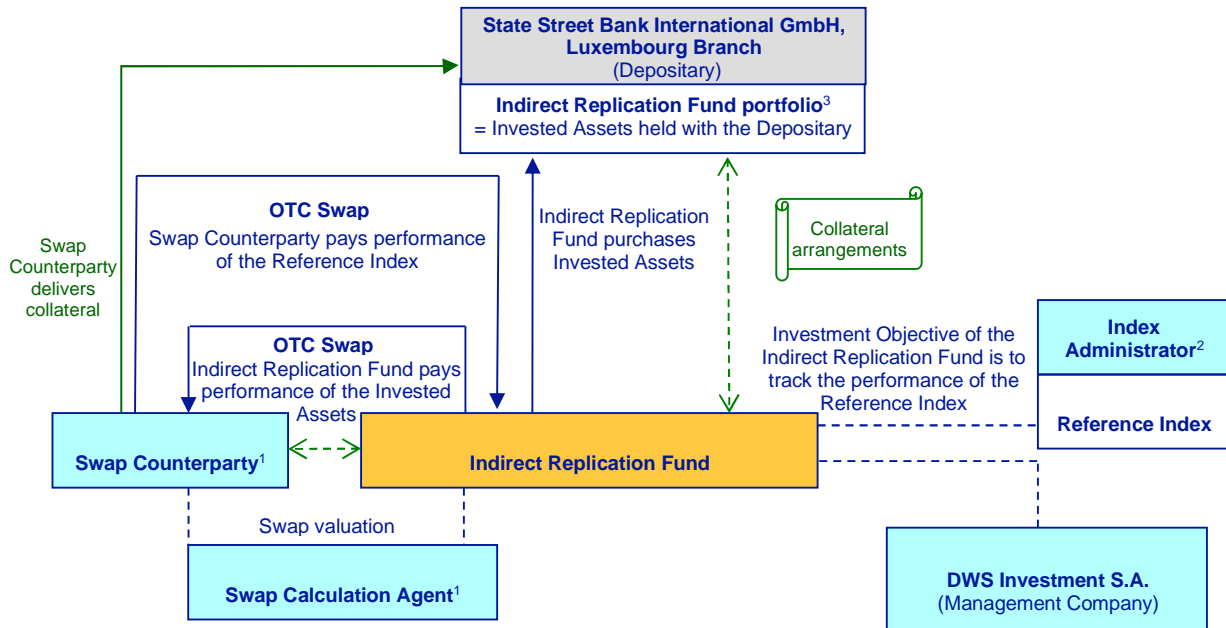 State Street Bank International GmbH,
Luxembourg Branch
(Depositary)
Indirect Replication Fund portfolio³
= Invested Assets held with the Depositary
OTC Swap
Swap Counterparty pays performance
of the Reference Index
Indirect Replication
Fund purchases
Invested Assets
Collateral
arrangements
Swap
Counterparty
delivers
collateral
OTC Swap
Indirect Replication Fund pays
performance of the Invested
Assets
Investment Objective of the
Indirect Replication Fund is to
track the performance of the
Reference Index
Index
Administrator²
Reference Index
Swap Counterparty¹
Indirect Replication Fund
Swap valuation
Swap Calculation Agent¹
DWS Investment S.A.
(Management Company)